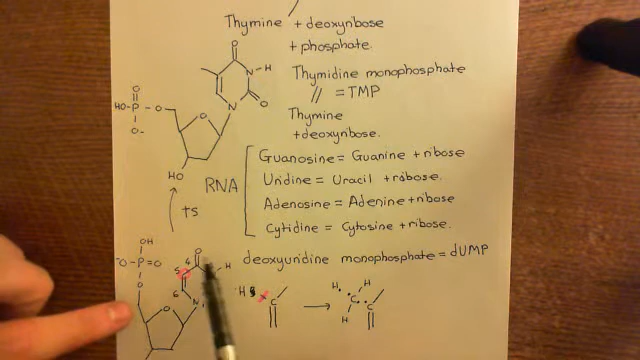 Thymine + deoxyribose
+ phosphate.
Thymidine monophosphate
// = TMP
Thymine
+deoxyribose.
Guanosine = Guanine + ribose
Uridine = Uracil + ribose.
RNA
Adenosine = Adenine + ribose
Cytidine = Cytosine + ribose.
deoxyuridine monophosphate = dUMP
TS
O
N-H
O
N
O
HO-P-O
O
O-
HO
OH
-O-P=O
O
O
4
5
6
H
N
1
O
H
C
H
H
C
C
H